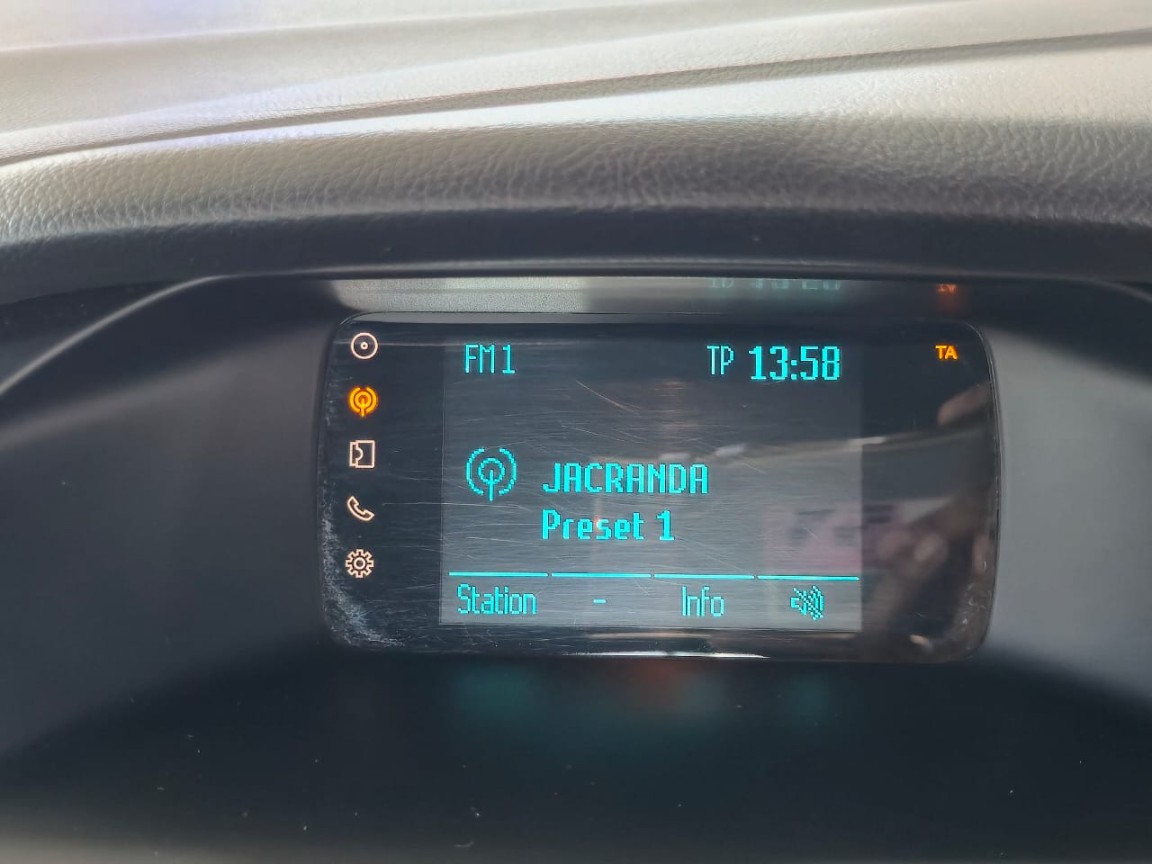 FM1 TP 13:58 TA
JACRANDA
Preset 1
Station - Info